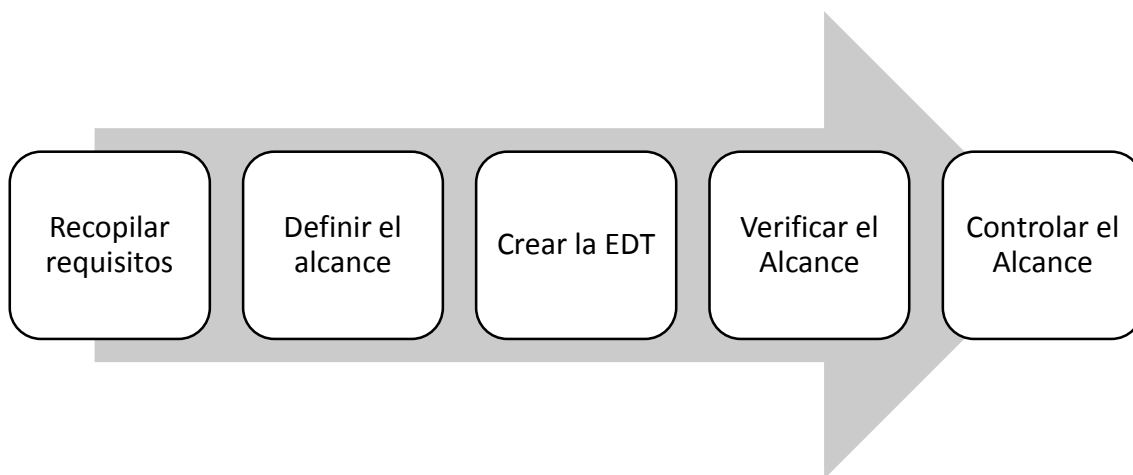 Recopilar
requisitos
Definir el
alcance
Crear la EDT
Verificar el
Alcance
Controlar el
Alcance